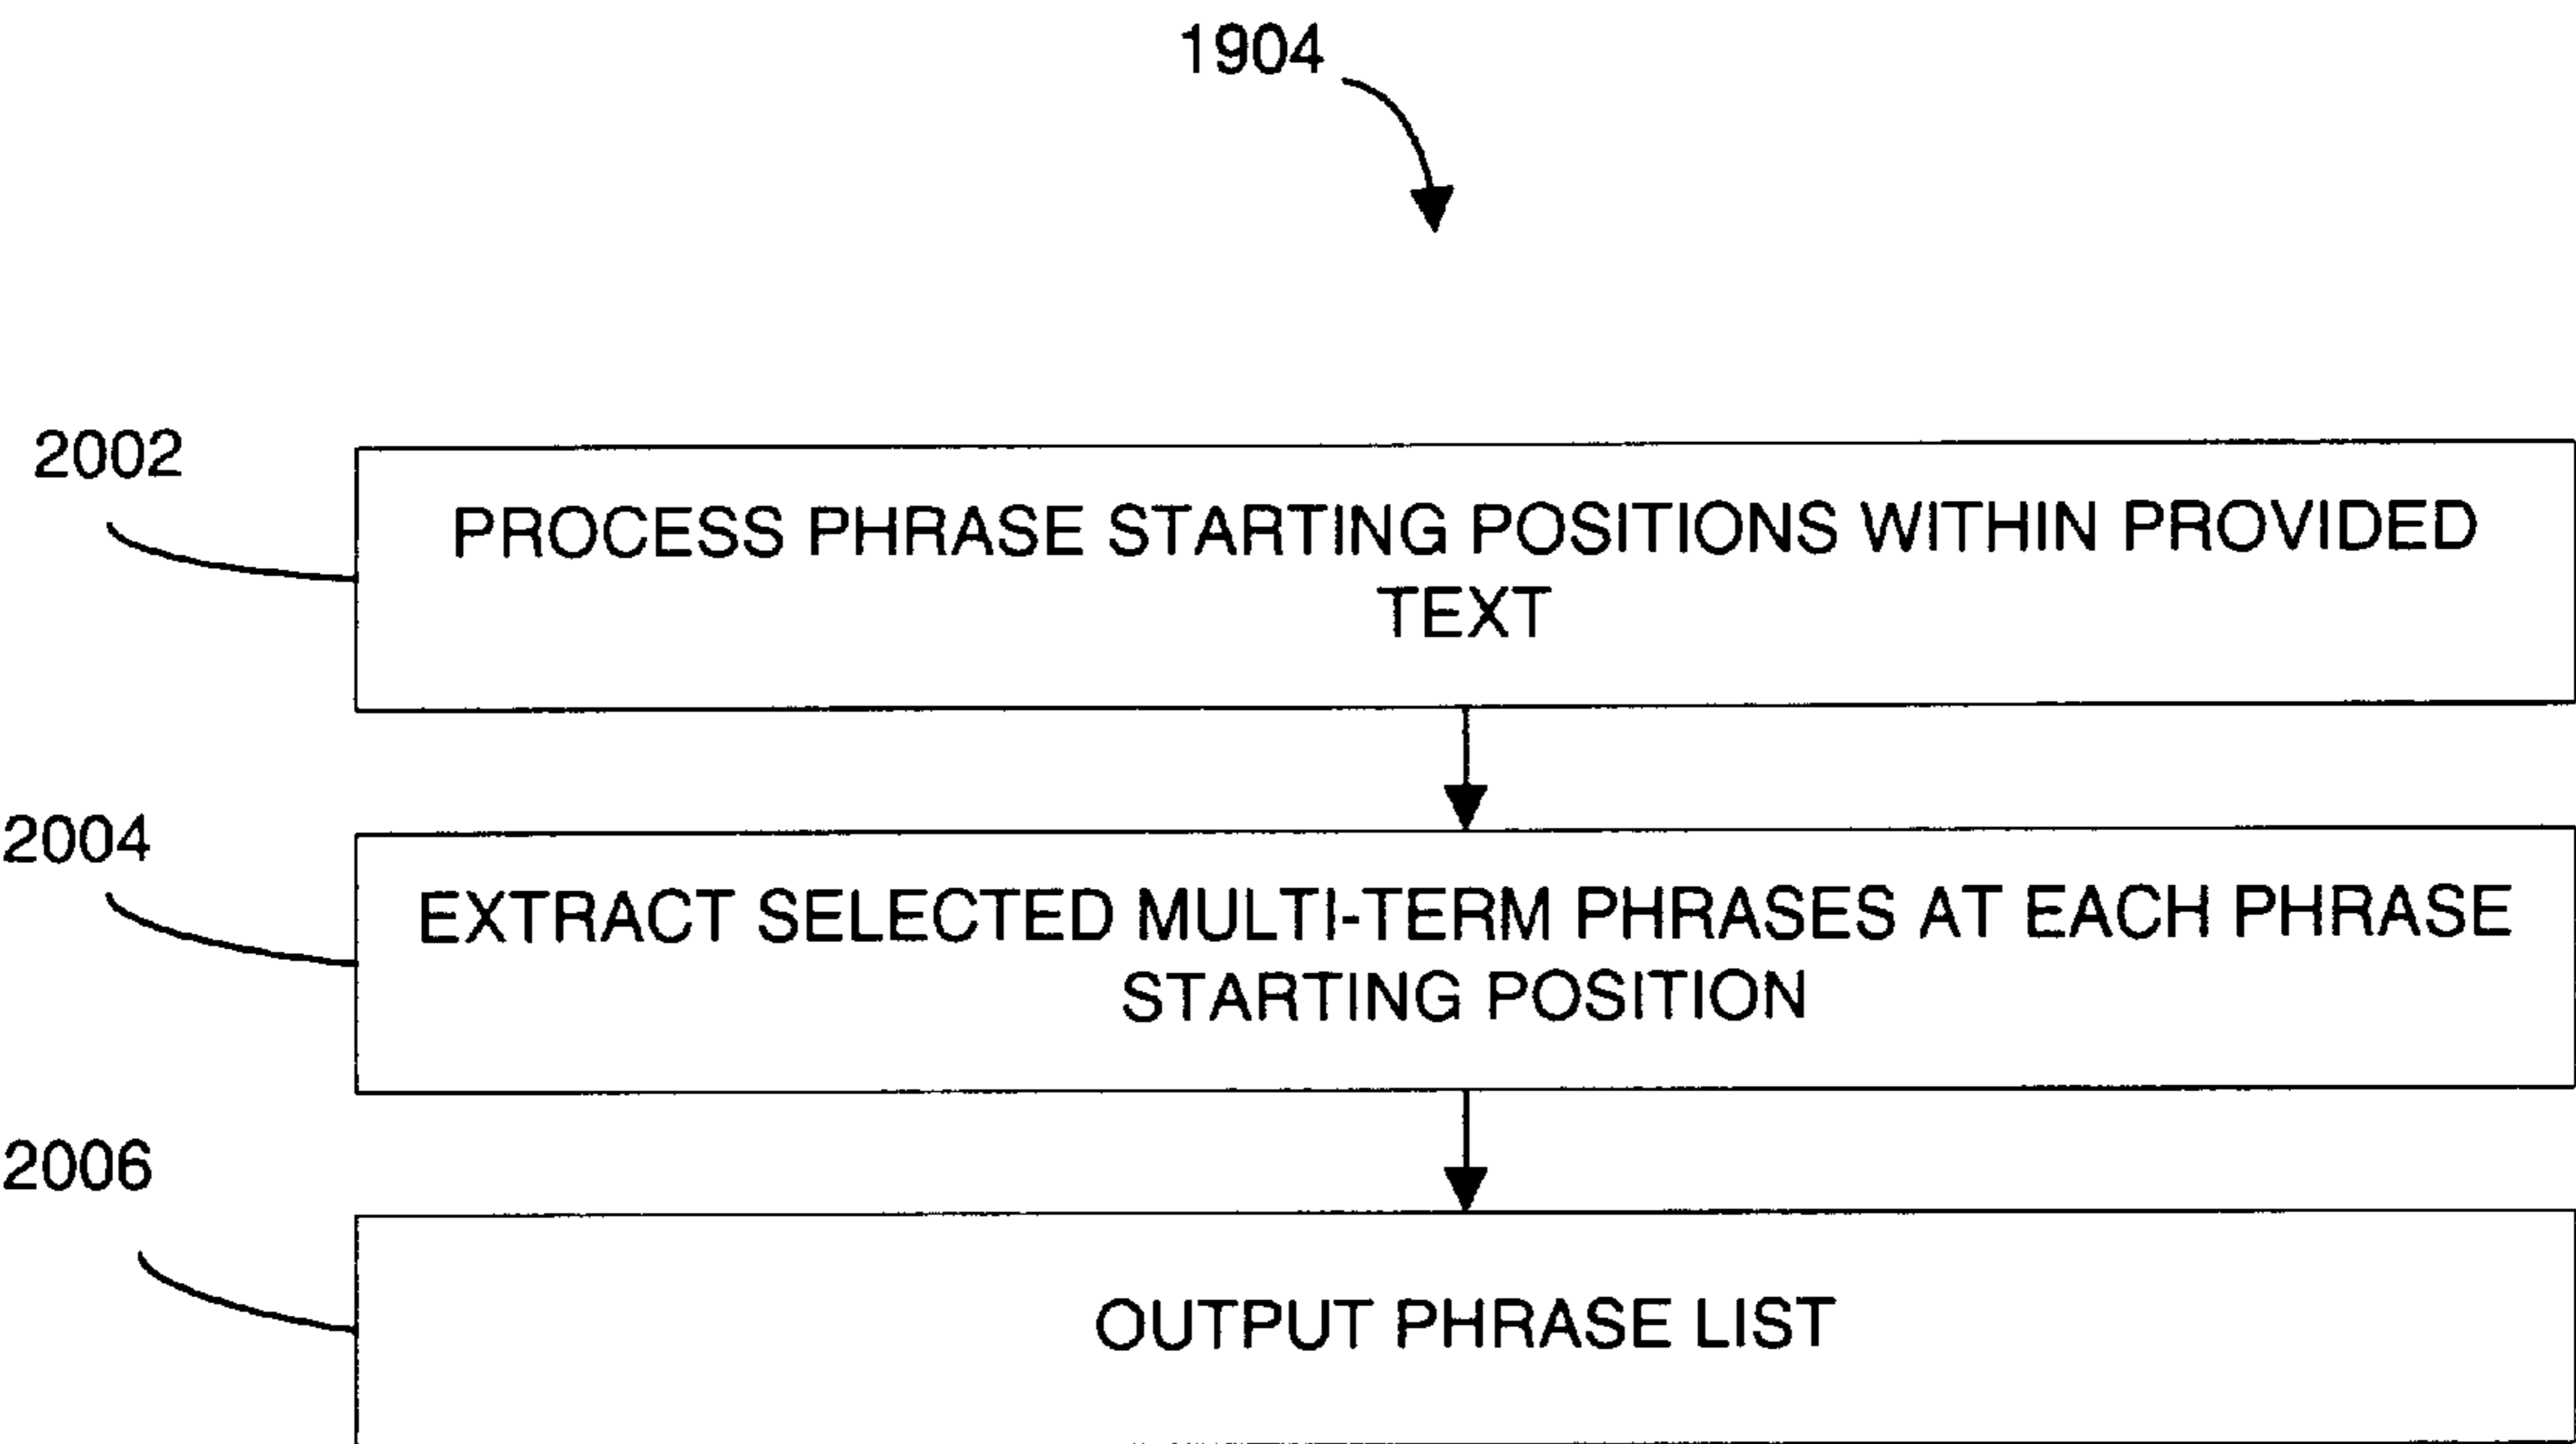 1904
2002
PROCESS PHRASE STARTING POSITIONS WITHIN PROVIDED
TEXT
2004
EXTRACT SELECTED MULTI-TERM PHRASES AT EACH PHRASE
STARTING POSITION
2006
OUTPUT PHRASE LIST